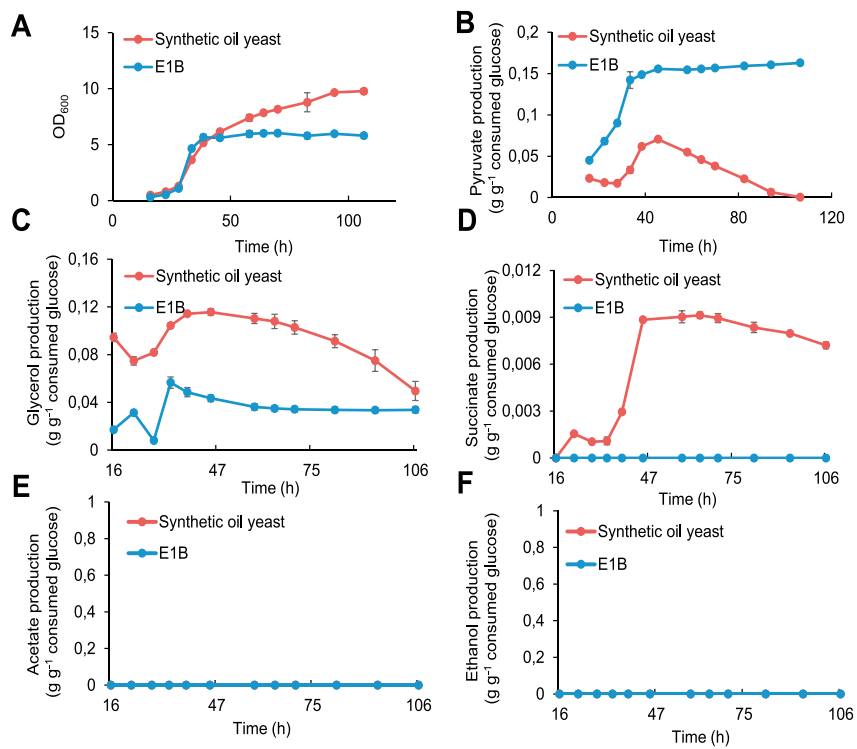 A
Synthetic oil yeast
E1B
OD600
15
10
5
0
0
50
100
Time (h)
B
Synthetic oil yeast
E1B
Pyruvate production
(g g⁻¹ consumed glucose)
0,2
0,15
0,1
0,05
0
0
40
80
120
Time (h)
C
Synthetic oil yeast
E1B
Glycerol production
(g g⁻¹ consumed glucose)
0,16
0,12
0,08
0,04
0
16
47
75
106
Time (h)
D
Synthetic oil yeast
E1B
Succinate production
(g g⁻¹ consumed glucose)
0,012
0,009
0,006
0,003
0
16
47
75
106
Time (h)
E
Synthetic oil yeast
E1B
Acetate production
(g g⁻¹ consumed glucose)
1
0,8
0,6
0,4
0,2
0
16
47
75
106
Time (h)
F
Synthetic oil yeast
E1B
Ethanol production
(g g⁻¹ consumed glucose)
1
0,8
0,6
0,4
0,2
0
16
47
75
106
Time (h)